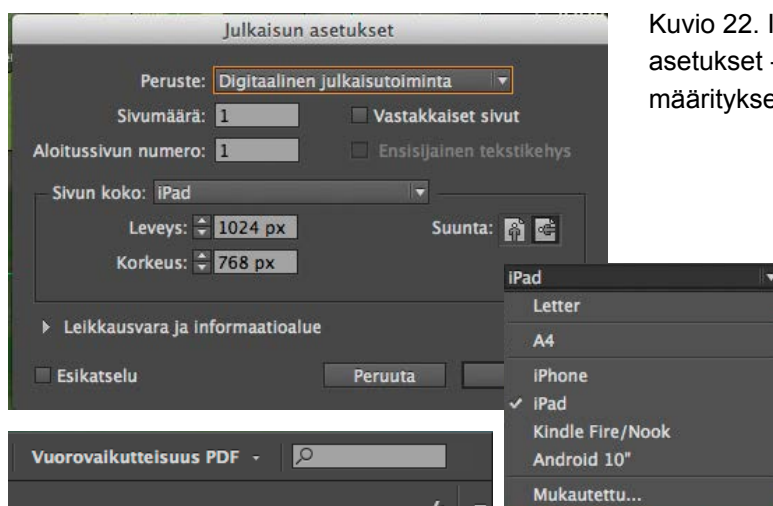 Julkaisun asetukset
Peruste: Digitaalinen julkaisutoiminta
Sivumäärä: 1
Vastakkaiset sivut
Aloitussivun numero: 1
Ensisijainen tekstikehys
Sivun koko: iPad
Leveys: 1024 px
Suunta:
Korkeus: 768 px
Leikkausvara ja informaatioalue
Esikatselu
Peruuta
Kuvio 22.
asetukset -
iPad
Letter
A4
iPhone
iPad
Kindle Fire/Nook
Android 10"
Mukautettu...
Vuorovaikutteisuus PDF